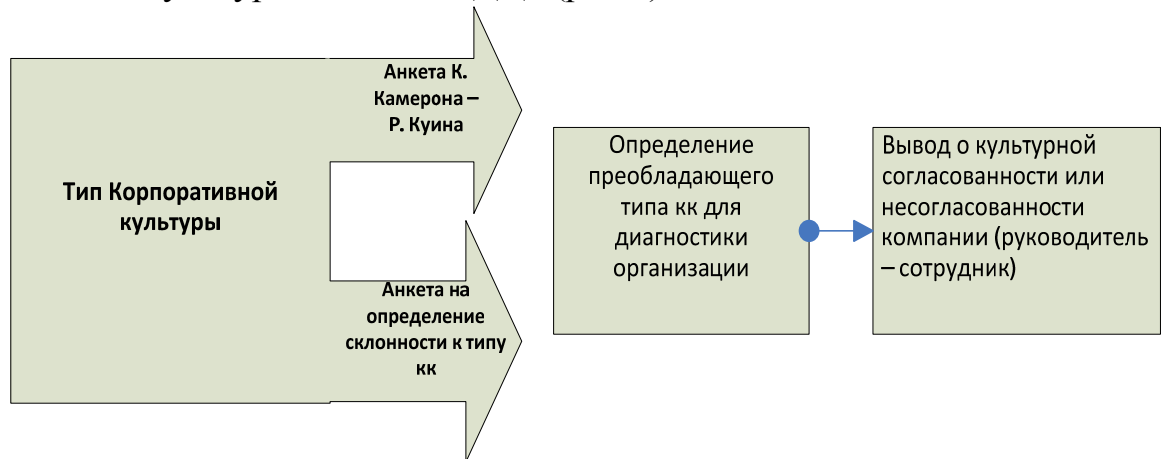 Тип Корпоративной
культуры
Анкета К.
Камерона –
Р. Куина
Анкета на
определение
склонности к типу
кк
Определение
преобладающего
типа кк для
диагностики
организации
Вывод о культурной
согласованности или
несогласованности
компании (руководитель
– сотрудник)